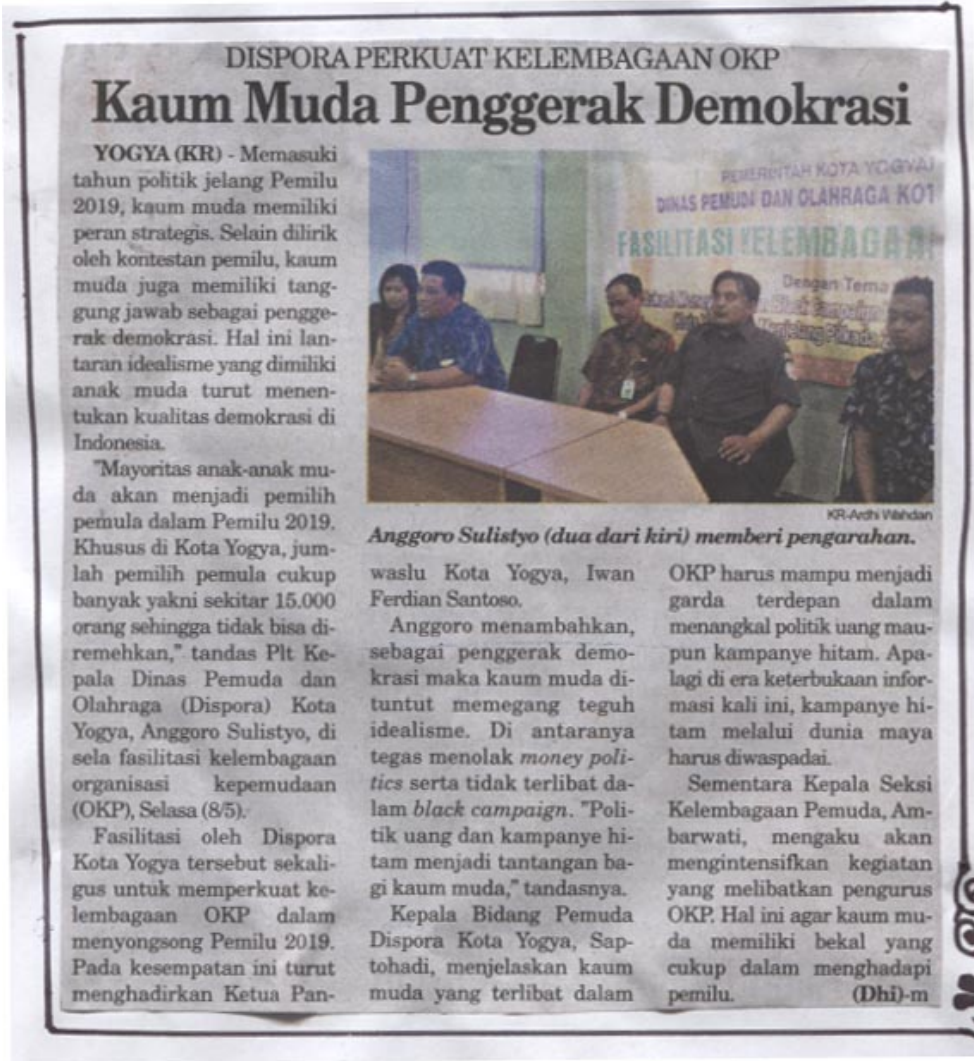 DISPORA PERKUAT KELEMBAGAAN OKP
Kaum Muda Penggerak Demokrasi
YOGYA (KR) - Memasuki
tahun politik jelang Pemilu
2019, kaum muda memiliki
peran strategis. Selain dilirik
oleh kontestan pemilu, kaum
muda juga memiliki tang-
gung jawab sebagai pengge-
rak demokrasi. Hal ini lan-
taran idealisme yang dimiliki
anak muda turut menen-
tukan kualitas demokrasi di
Indonesia.
"Mayoritas anak-anak mu-
da akan menjadi pemilih
pemula dalam Pemilu 2019.
Khusus di Kota Yogya, jum-
lah pemilih pemula cukup
banyak yakni sekitar 15.000
orang sehingga tidak bisa di-
remehkan," tandas Plt Ke-
pala Dinas Pemuda dan
Olahraga (Dispora) Kota
Yogya, Anggoro Sulistyo, di
sela fasilitasi kelembagaan
organisasi kepemudaan
(OKP), Selasa (8/5).
Fasilitasi oleh Dispora
Kota Yogya tersebut sekali-
gus untuk memperkuat ke-
lembagaan OKP dalam
menyongsong Pemilu 2019.
Pada kesempatan ini turut
menghadirkan Ketua Pan-
PEMERINTAH KOTA YOGYA
DINAS PEMUDA DAN OLAHRAGA KOT
FASILITASI KELEMBAGAAN
Dengan Tema
Black Campaign
Menjelang Pilkada
KR-Ardhi Wahdan
Anggoro Sulistyo (dua dari kiri) memberi pengarahan.
waslu Kota Yogya, Iwan
Ferdian Santoso.
Anggoro menambahkan,
sebagai penggerak demo-
krasi maka kaum muda di-
tuntut memegang teguh
idealisme. Di antaranya
tegas menolak money poli-
tics serta tidak terlibat da-
lam black campaign. "Poli-
tik uang dan kampanye hi-
tam menjadi tantangan ba-
gi kaum muda," tandasnya.
Kepala Bidang Pemuda
Dispora Kota Yogya, Sap-
tohadi, menjelaskan kaum
muda yang terlibat dalam
OKP harus mampu menjadi
garda terdepan dalam
menangkal politik uang mau-
pun kampanye hitam. Apa-
lagi di era keterbukaan infor-
masi kali ini, kampanye hi-
tam melalui dunia maya
harus diwaspadai.
Sementara Kepala Seksi
Kelembagaan Pemuda, Am-
barwati, mengaku akan
mengintensifkan kegiatan
yang melibatkan pengurus
OKP. Hal ini agar kaum mu-
da memiliki bekal yang
cukup dalam menghadapi
pemilu. (Dhi)-m